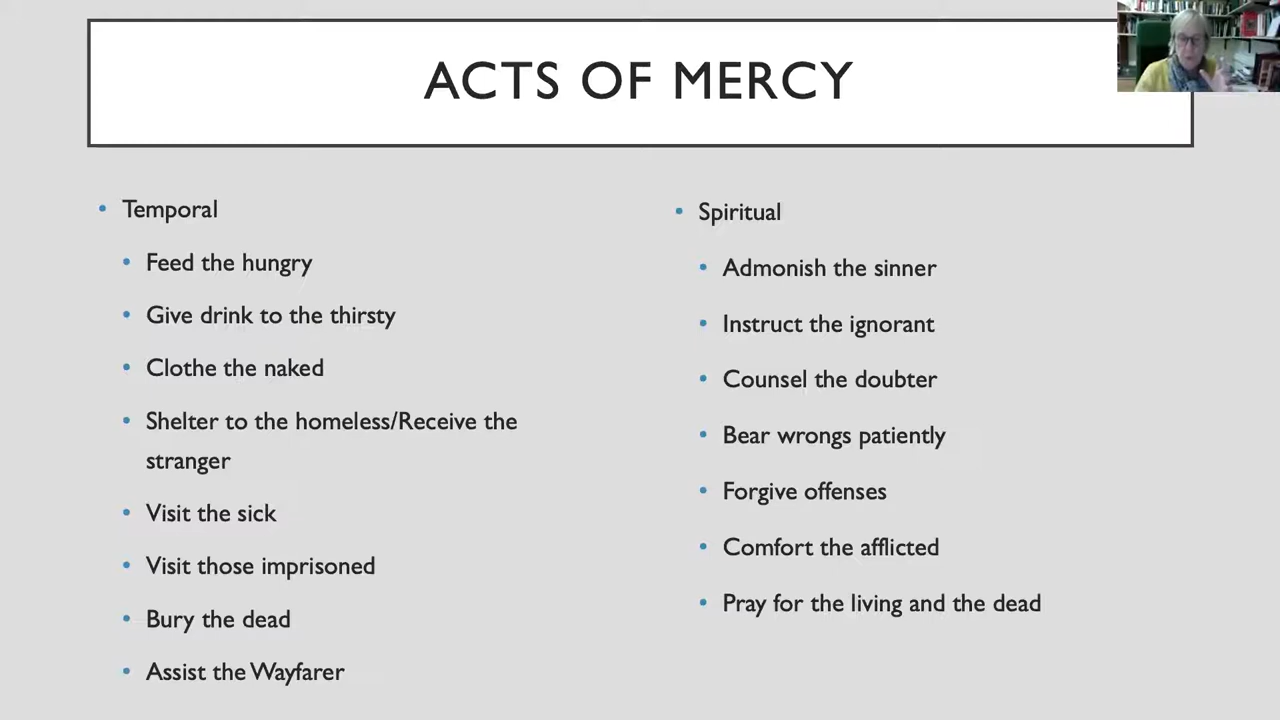 ACTS OF MERCY
Temporal
Feed the hungry
Give drink to the thirsty
Clothe the naked
Shelter to the homeless/Receive the
stranger
Visit the sick
Visit those imprisoned
Bury the dead
Assist the Wayfarer
Spiritual
Admonish the sinner
Instruct the ignorant
Counsel the doubter
Bear wrongs patiently
Forgive offenses
Comfort the afflicted
Pray for the living and the dead